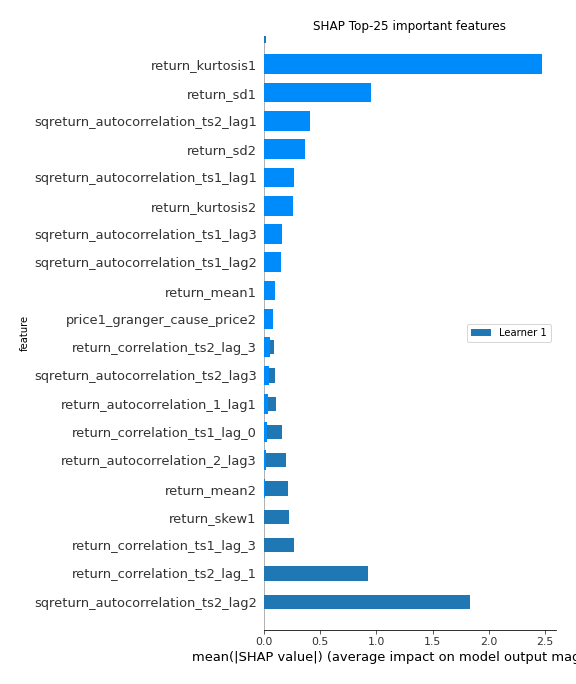 SHAP Top-25 important features
return_kurtosis1
return_sd1
sqreturn_autocorrelation_ts2_lag1
return_sd2
sqreturn_autocorrelation_ts1_lag1
return_kurtosis2
sqreturn_autocorrelation_ts1_lag3
sqreturn_autocorrelation_ts1_lag2
return_mean1
price1_granger_cause_price2
return_correlation_ts2_lag_3
sqreturn_autocorrelation_ts2_lag3
return_autocorrelation_1_lag1
return_correlation_ts1_lag_0
return_autocorrelation_2_lag3
return_mean2
return_skew1
return_correlation_ts1_lag_3
return_correlation_ts2_lag_1
sqreturn_autocorrelation_ts2_lag2
feature
Learner 1
0.0 0.5 1.0 1.5 2.0 2.5
mean(|SHAP value|) (average impact on model output mag